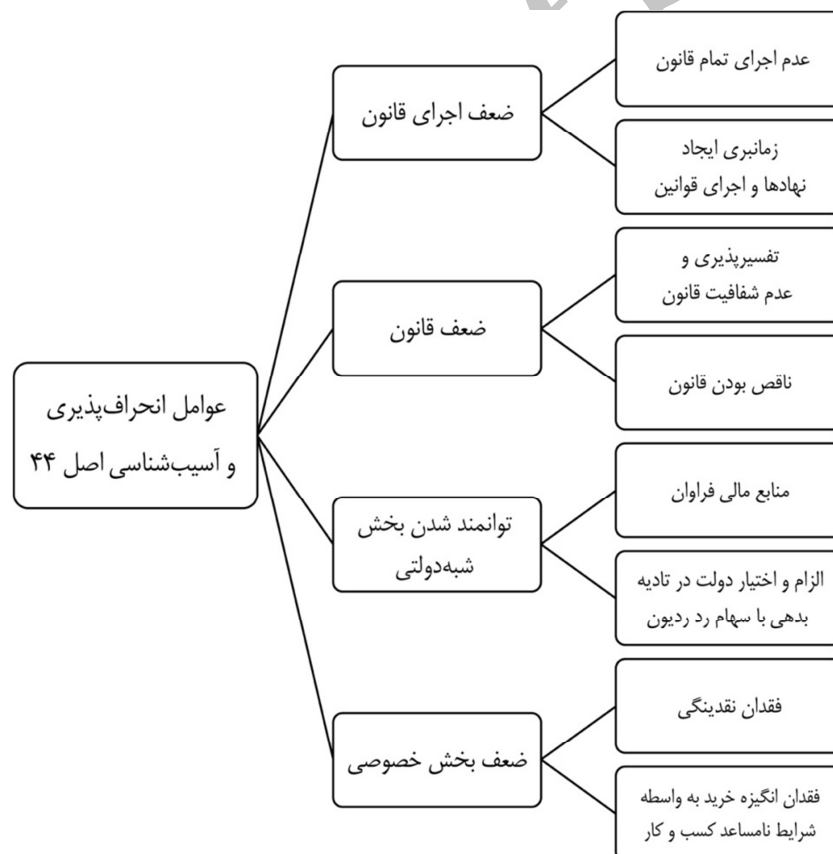 عوامل انحراف‌پذیری
و آسیب‌شناسی اصل ۴۴
ضعف اجرای قانون
عدم اجرای تمام قانون
زمانبری ایجاد
نهادها و اجرای قوانین
ضعف قانون
تفسیرپذیری و
عدم شفافیت قانون
ناقص بودن قانون
توانمند شدن بخش
شبه‌دولتی
منابع مالی فراوان
الزام و اختیار دولت در تادیه
بدهی با سهام رد ردیون
ضعف بخش خصوصی
فقدان نقدینگی
فقدان انگیزه خرید به واسطه
شرایط نامساعد کسب و کار